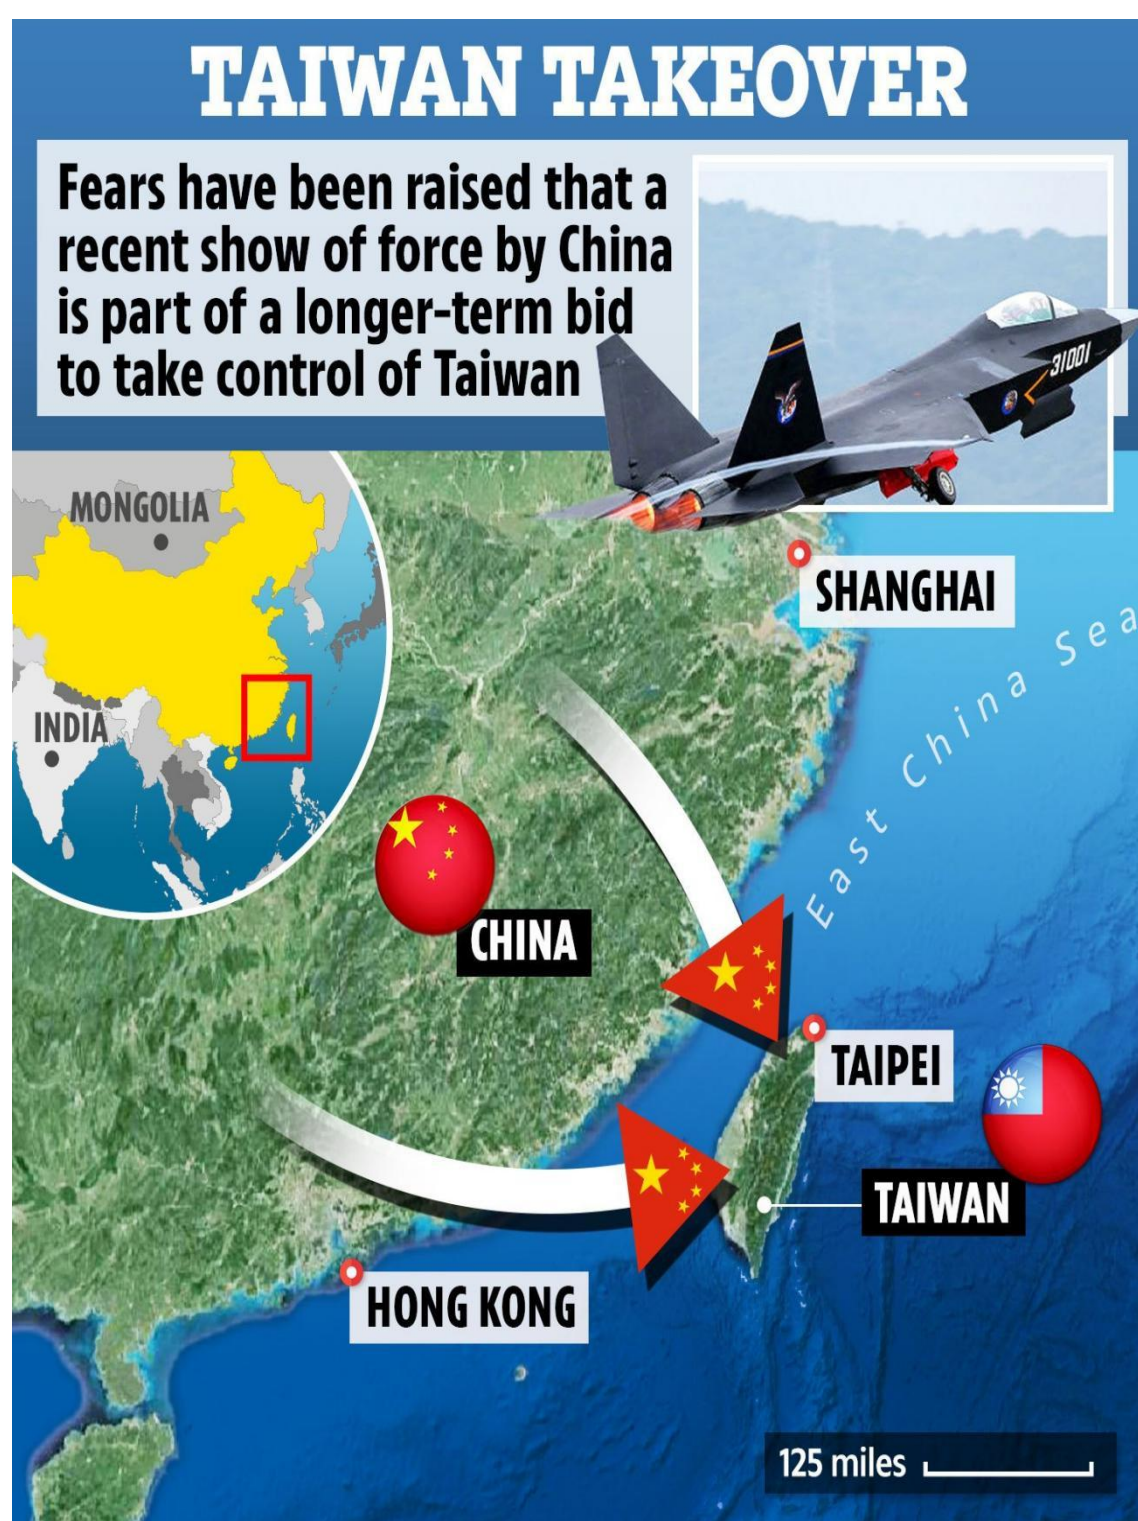 TAIWAN TAKEOVER
Fears have been raised that a
recent show of force by China
is part of a longer-term bid
to take control of Taiwan
31001
MONGOLIA
INDIA
SHANGHAI
East China Sea
CHINA
TAIPEI
TAIWAN
HONG KONG
125 miles